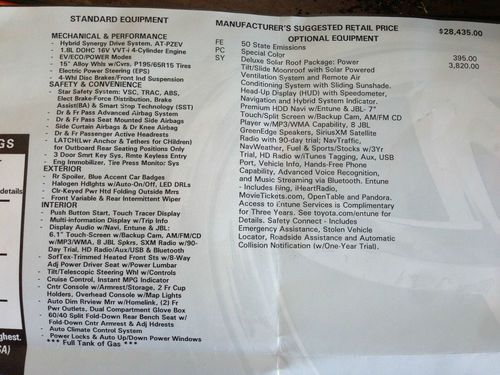 STANDARD EQUIPMENT
MECHANICAL & PERFORMANCE
- Hybrid Synergy Drive System, AT-PZEV
- 1.8L DOHC 16V VVT-i 4-Cylinder Engine
- EV/ECO/POWER Modes
- 15" Alloy Whls w/Cvrs. P195/65R15 Tires
- Electric Power Steering (EPS)
- 4-Whl Disc Brakes/Frnt Ind Suspension
SAFETY & CONVENIENCE
- Star Safety System: VSC, TRAC, ABS,
Elect Brake-Force Distribution, Brake
Assist(BA) & Smart Stop Technology (SST)
- Dr & Fr Pass Advanced Airbag System
- Dr & Fr Pass Seat Mounted Side Airbags
- Side Curtain Airbags & Dr Knee Airbag
- Dr & Fr Passenger Active Headrests
- LATCH(Lwr Anchor & Tethers for CHildren)
for Outboard Rear Seating Positions Only
- 3 Door Smrt Key Sys, Rmte Keyless Entry
- Eng Immobilizer, Tire Press Monitor Sys
EXTERIOR
- Rr Spoiler, Blue Accent Car Badges
- Halogen Hdlghts w/Auto-On/Off, LED DRLs
- Clr-Keyed Pwr Htd Folding Outside Mrrs
- Front Variable & Rear Intermittent Wiper
INTERIOR
- Push Button Start, Touch Tracer Display
- Multi-Information Display w/Trip Info
- Display Audio w/Navi. Entune & JBL:
6.1" Touch-Screen w/Backup Cam, AM/FM CD
w/MP3/WMA, 8 JBL Spkrs, SXM Radio w/90-
Day Trial, HD Radio/Aux/USB & Bluetooth
- SofTex-Trimmed Heated Front Sts w/8-Way
Adj Power Driver Seat w/Power Lumbar
- Tilt/Telescopic Steering Whl w/Controls
- Cruise Control, Instant MPG Indicator
- Cntr Console w/Armrest/Storage, 2 Fr Cup
Holders, Overhead Console w/Map Lights
- Auto Dim Rrview Mrr w/Homelink, (2) Fr
Pwr Outlets, Dual Compartment Glove Box
- 60/40 Split Fold-Down Rear Bench Seat w/
Fold-Down Cntr Armrest & Adj Hdrests
- Auto Climate Control System
- Power Locks & Auto Up/Down Power Windows
*** Full Tank of Gas ***
MANUFACTURER'S SUGGESTED RETAIL PRICE $28,435.00
OPTIONAL EQUIPMENT
FE 50 State Emissions
PC Special Color 395.00
SY Deluxe Solar Roof Package: Power 3,820.00
Tilt/Slide Moonroof with Solar Powered
Ventilation System and Remote Air
Conditioning System with Sliding Sunshade.
Head-Up Display (HUD) with Speedometer,
Navigation and Hybrid System Indicator.
Premium HDD Navi w/Entune & JBL- 7"
Touch/Split Screen w/Backup Cam, AM/FM CD
Player w/MP3/WMA Capability, 8 JBL
GreenEdge Speakers, SiriusXM Satellite
Radio with 90-day trial, NavTraffic,
NavWeather, Fuel & Sports/Stocks w/3Yr
Trial, HD Radio w/iTunes Tagging, Aux, USB
Port, Vehicle Info, Hands-Free Phone
Capability, Advanced Voice Recognition,
and Music Streaming via Bluetooth. Entune
- Includes Bing, iHeartRadio,
MovieTickets.com, OpenTable and Pandora.
Access to Entune Services is Complimentary
for Three Years. See toyota.com/entune for
Details. Safety Connect - Includes
Emergency Assistance, Stolen Vehicle
Locator, Roadside Assistance and Automatic
Collision Notification (w/One-Year Trial).
GS
details
ghest.
SA)